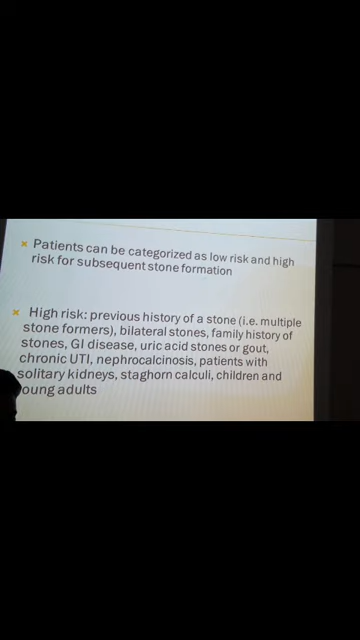 Patients can be categorized as low risk and high
risk for subsequent stone formation
High risk: previous history of a stone (i.e. multiple
stone formers), bilateral stones, family history of
stones, GI disease, uric acid stones or gout,
chronic UTI, nephrocalcinosis, patients with
solitary kidneys, staghorn calculi, children and
oung adults